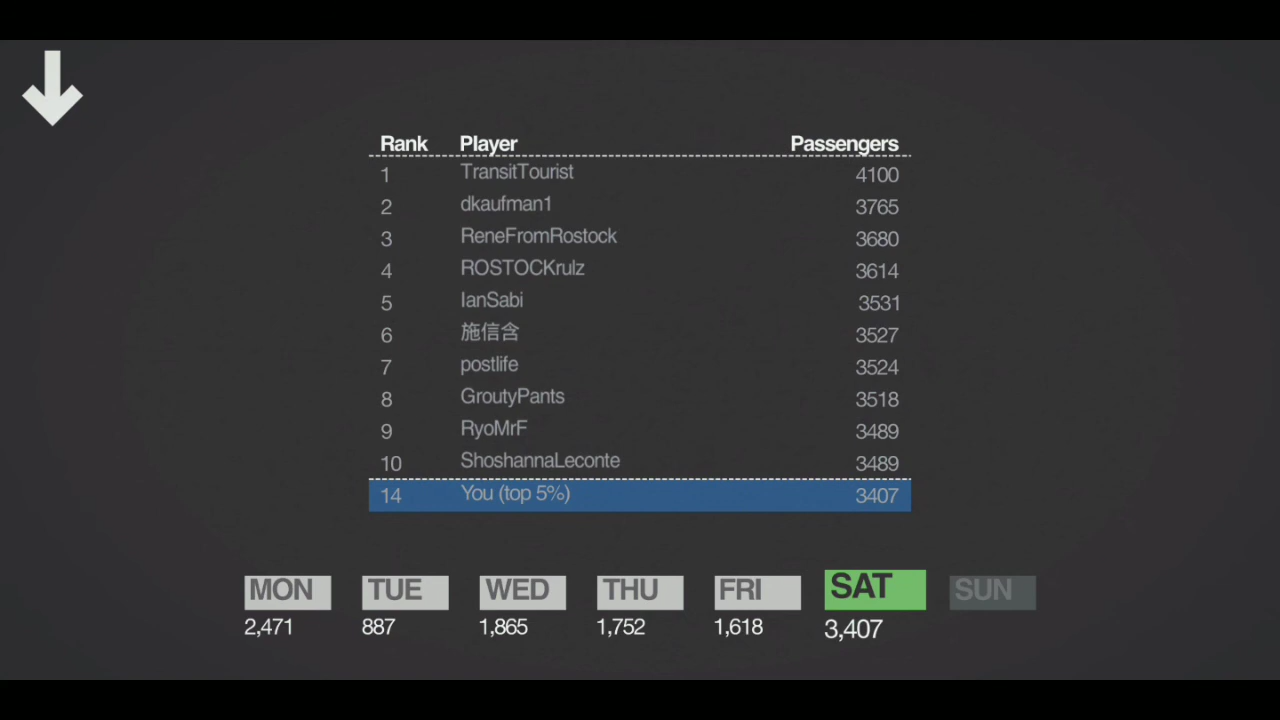 Rank Player Passengers
1 TransitTourist 4100
2 dkaufman1 3765
3 ReneFromRostock 3680
4 ROSTOCKrulz 3614
5 IanSabi 3531
6 施信含 3527
7 postlife 3524
8 GroutyPants 3518
9 RyoMrF 3489
10 ShoshannaLeconte 3489
14 You (top 5%) 3407
MON TUE WED THU FRI SAT SUN
2,471 887 1,865 1,752 1,618 3,407